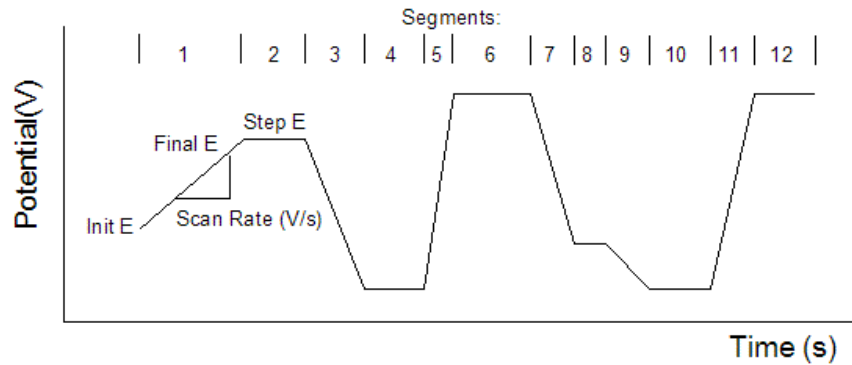 Segments:
1 2 3 4 5 6 7 8 9 10 11 12
Potential(V)
Step E
Final E
Init E
Scan Rate (V/s)
Time (s)